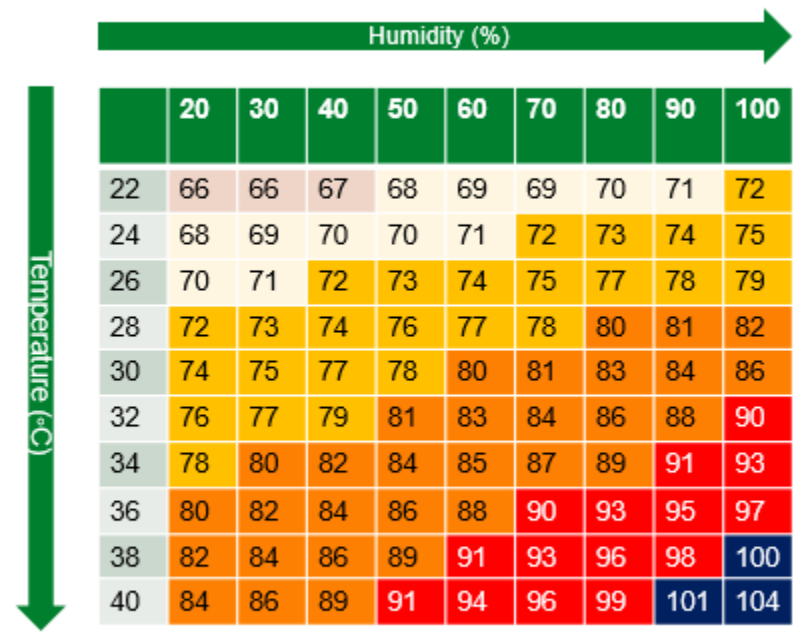 Humidity (%)
20 30 40 50 60 70 80 90 100
Temperature (°C)
22 66 66 67 68 69 69 70 71 72
24 68 69 70 70 71 72 73 74 75
26 70 71 72 73 74 75 77 78 79
28 72 73 74 76 77 78 80 81 82
30 74 75 77 78 80 81 83 84 86
32 76 77 79 81 83 84 86 88 90
34 78 80 82 84 85 87 89 91 93
36 80 82 84 86 88 90 93 95 97
38 82 84 86 89 91 93 96 98 100
40 84 86 89 91 94 96 99 101 104